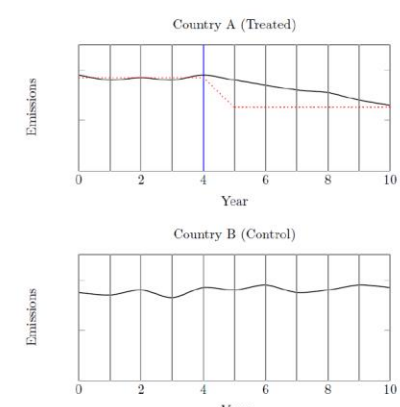 Country A (Treated)
Emissions
0 2 4 6 8 10
Year
Country B (Control)
Emissions
0 2 4 6 8 10